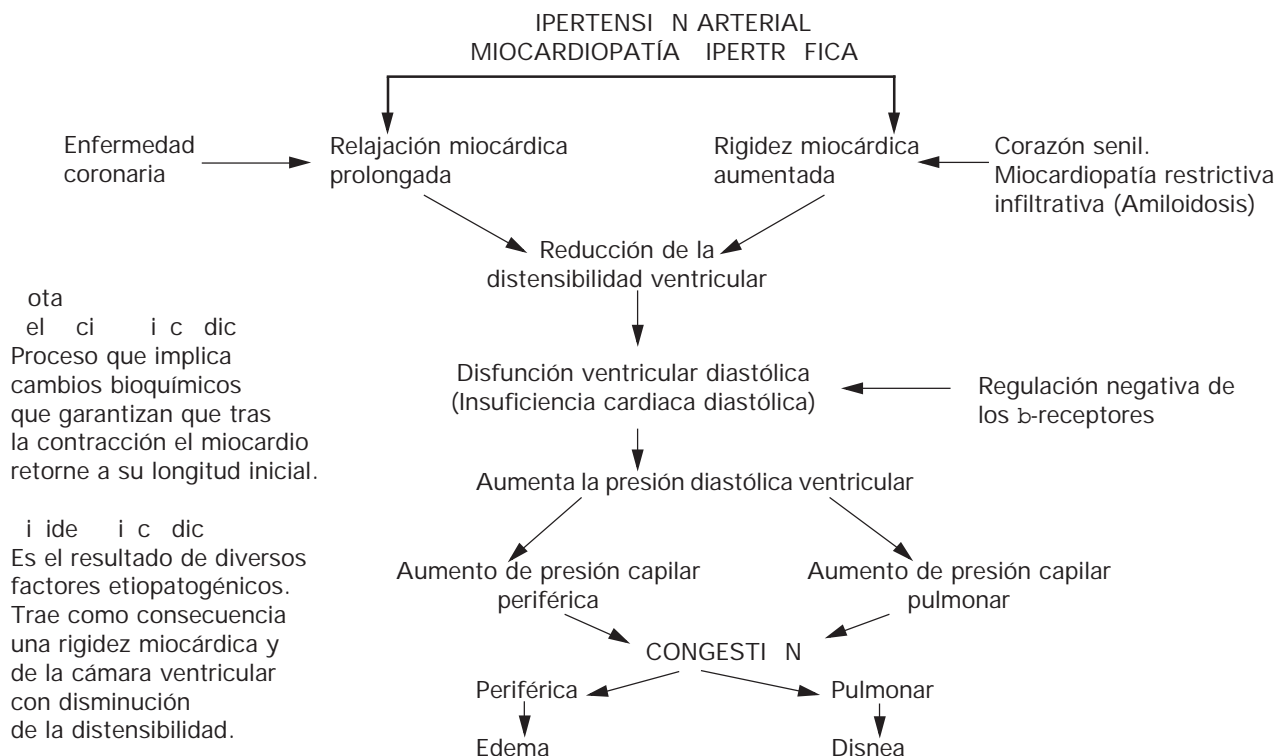 IPERTENSI N ARTERIAL
MIOCARDIOPATÍA IPERTR FICA
Enfermedad
coronaria
Relajación miocárdica
prolongada
Rigidez miocárdica
aumentada
Corazón senil.
Miocardiopatía restrictiva
infiltrativa (Amiloidosis)
Reducción de la
distensibilidad ventricular
ota
el ci i c dic
Proceso que implica
cambios bioquímicos
que garantizan que tras
la contracción el miocardio
retorne a su longitud inicial.
Disfunción ventricular diastólica
(Insuficiencia cardiaca diastólica)
Regulación negativa de
los b-receptores
Aumenta la presión diastólica ventricular
i ide i c dic
Es el resultado de diversos
factores etiopatogénicos.
Trae como consecuencia
una rigidez miocárdica y
de la cámara ventricular
con disminución
de la distensibilidad.
Aumento de presión capilar
periférica
Aumento de presión capilar
pulmonar
CONGESTI N
Periférica
Pulmonar
Edema
Disnea